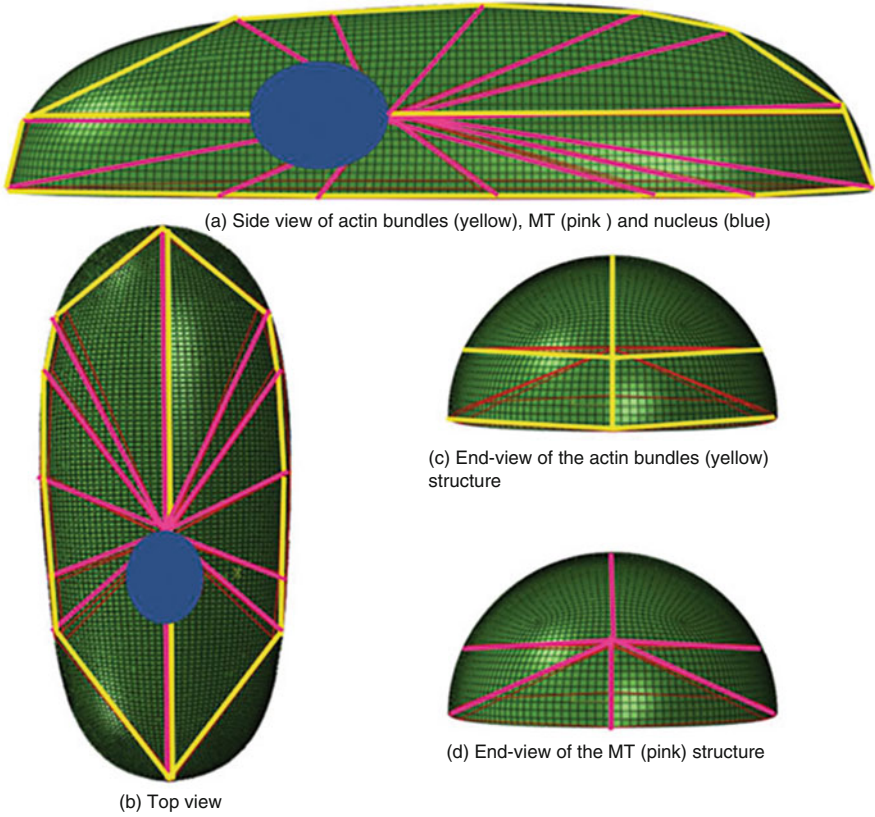 (a) Side view of actin bundles (yellow), MT (pink ) and nucleus (blue)
(c) End-view of the actin bundles (yellow)
structure
(d) End-view of the MT (pink) structure
(b) Top view